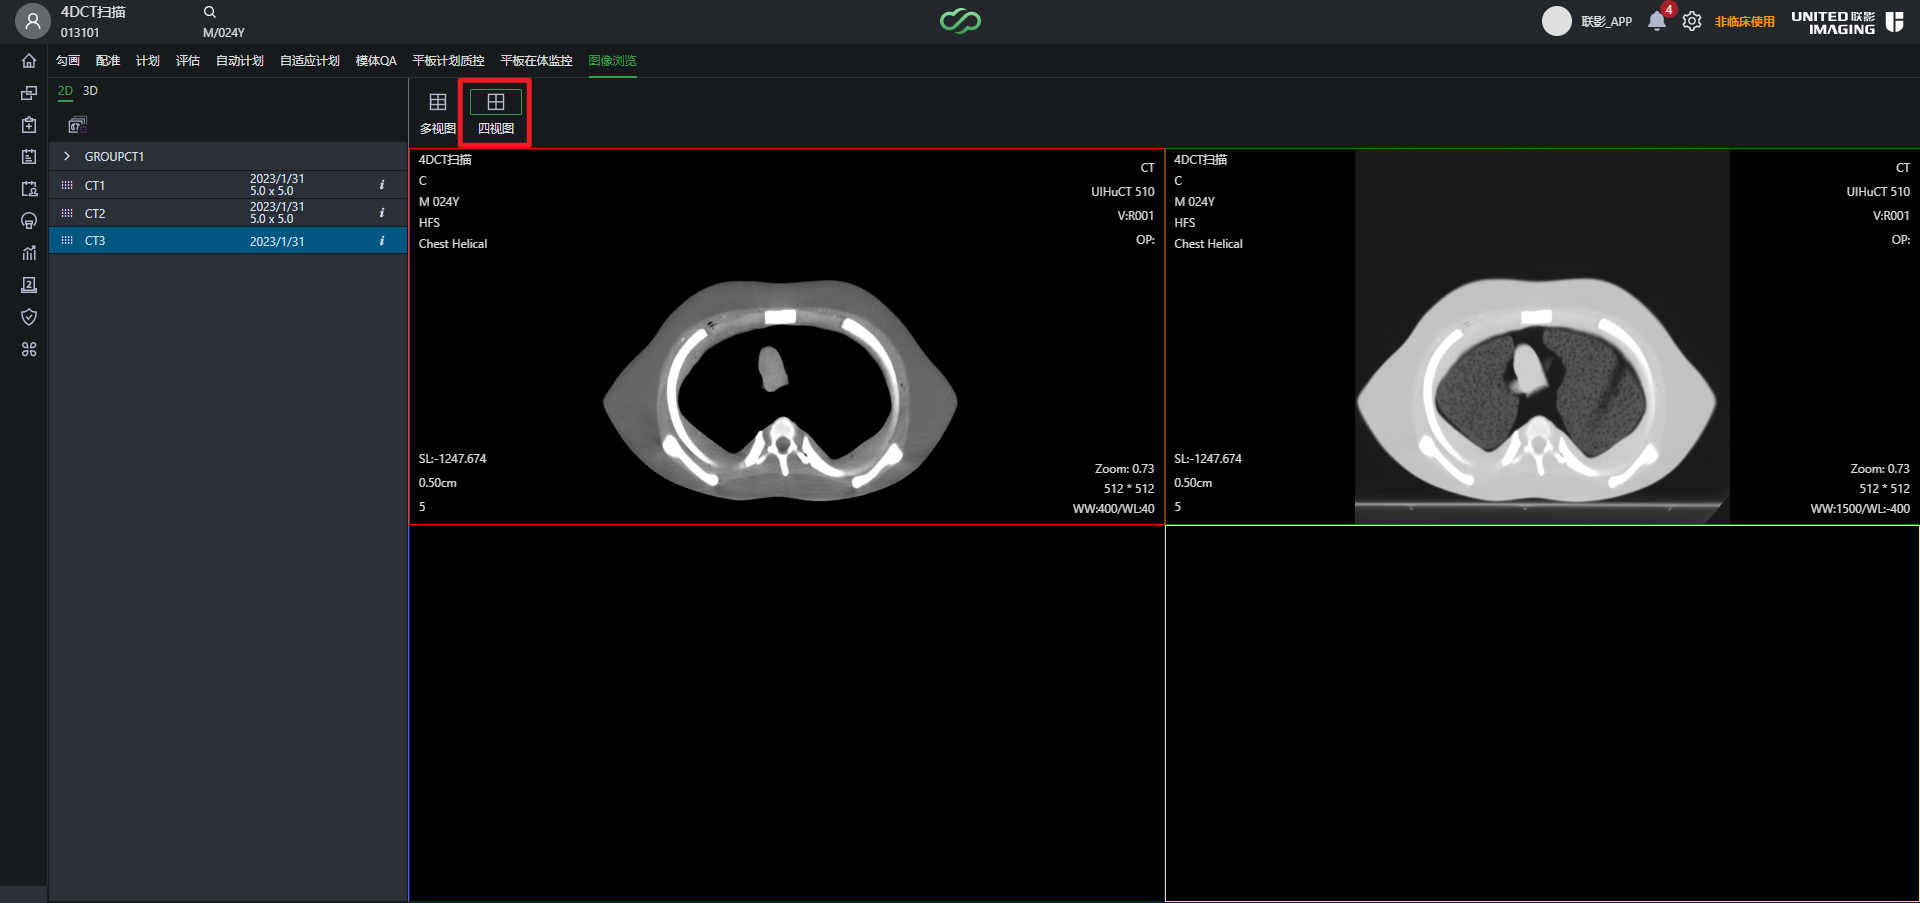 4DCT扫描
013101
M/024Y
联影_APP
4
非临床使用
UNITED 联影
IMAGING
勾画 配准 计划 评估 自动计划 自适应计划 模体QA 平板计划质控 平板在体监控 图像浏览
2D 3D
多视图 四视图
GROUPCT1
CT1 2023/1/31 i
5.0 x 5.0
CT2 2023/1/31 i
5.0 x 5.0
CT3 2023/1/31 i
2
4DCT扫描
C
M 024Y
HFS
Chest Helical
CT
UIHuCT 510
V:R001
OP:
SL:-1247.674
0.50cm
5
Zoom: 0.73
512 * 512
WW:400/WL:40
4DCT扫描
C
M 024Y
HFS
Chest Helical
CT
UIHuCT 510
V:R001
OP:
SL:-1247.674
0.50cm
5
Zoom: 0.73
512 * 512
WW:1500/WL:-400